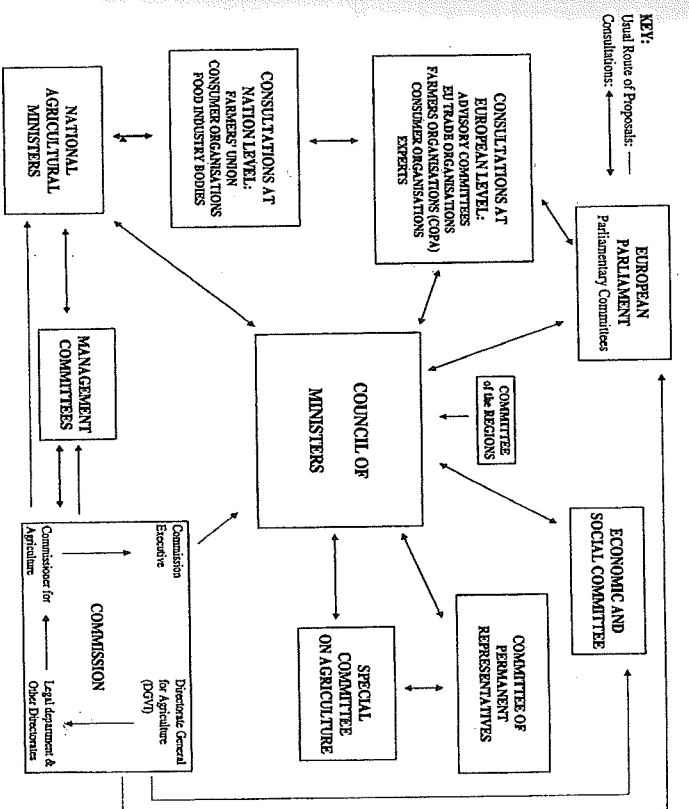 KEY:
Usual Route of Proposals:
Consultations:
EUROPEAN
PARLIAMENT
Parliamentary Committees
ECONOMIC AND
SOCIAL COMMITTEE
CONSULTATIONS AT
EUROPEAN LEVEL:
ADVISORY COMMITTEES
EU TRADE ORGANISATIONS
FARMERS ORGANISATIONS (COPA)
CONSUMER ORGANISATIONS
EXPERTS
COMMITTEE
of the REGIONS
COMMITTEE OF
PERMANENT
REPRESENTATIVES
CONSULTATIONS AT
NATION LEVEL:
FARMERS' UNION
CONSUMER ORGANISATIONS
FOOD INDUSTRY BODIES
COUNCIL OF
MINISTERS
SPECIAL
COMMITTEE
ON AGRICULTURE
NATIONAL
AGRICULTURAL
MINISTERS
MANAGEMENT
COMMITTEES
Commission
Executive
Directorate General
for Agriculture
(DGVI)
COMMISSION
Commissioner for
Agriculture
Legal department &
Other Directorates